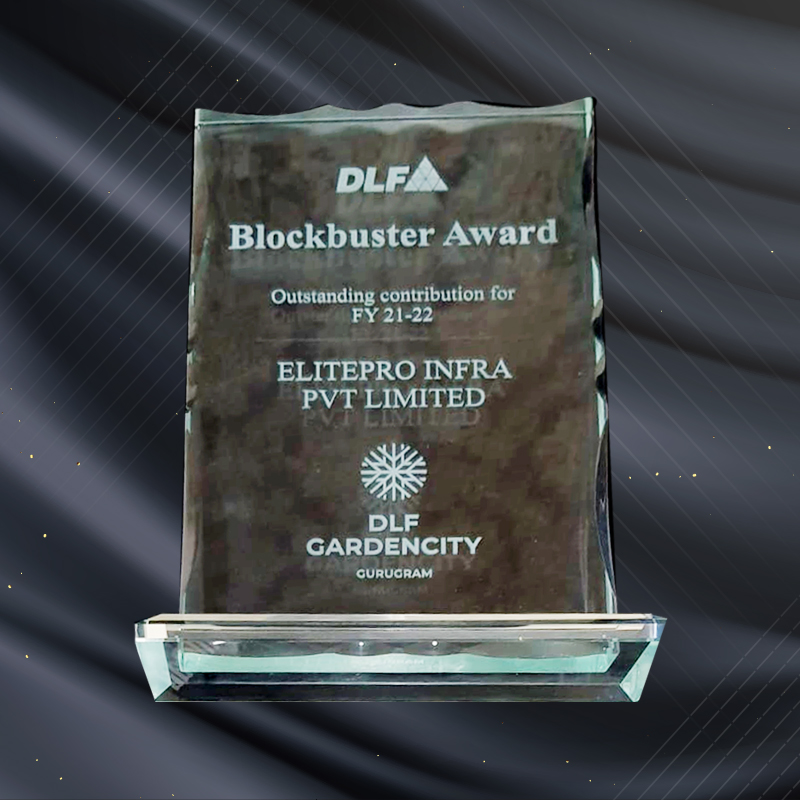 DLF
Blockbuster Award
Outstanding contribution for
FY 21-22
ELITEPRO INFRA
PVT LIMITED
DLF
GARDENCITY
GURUGRAM